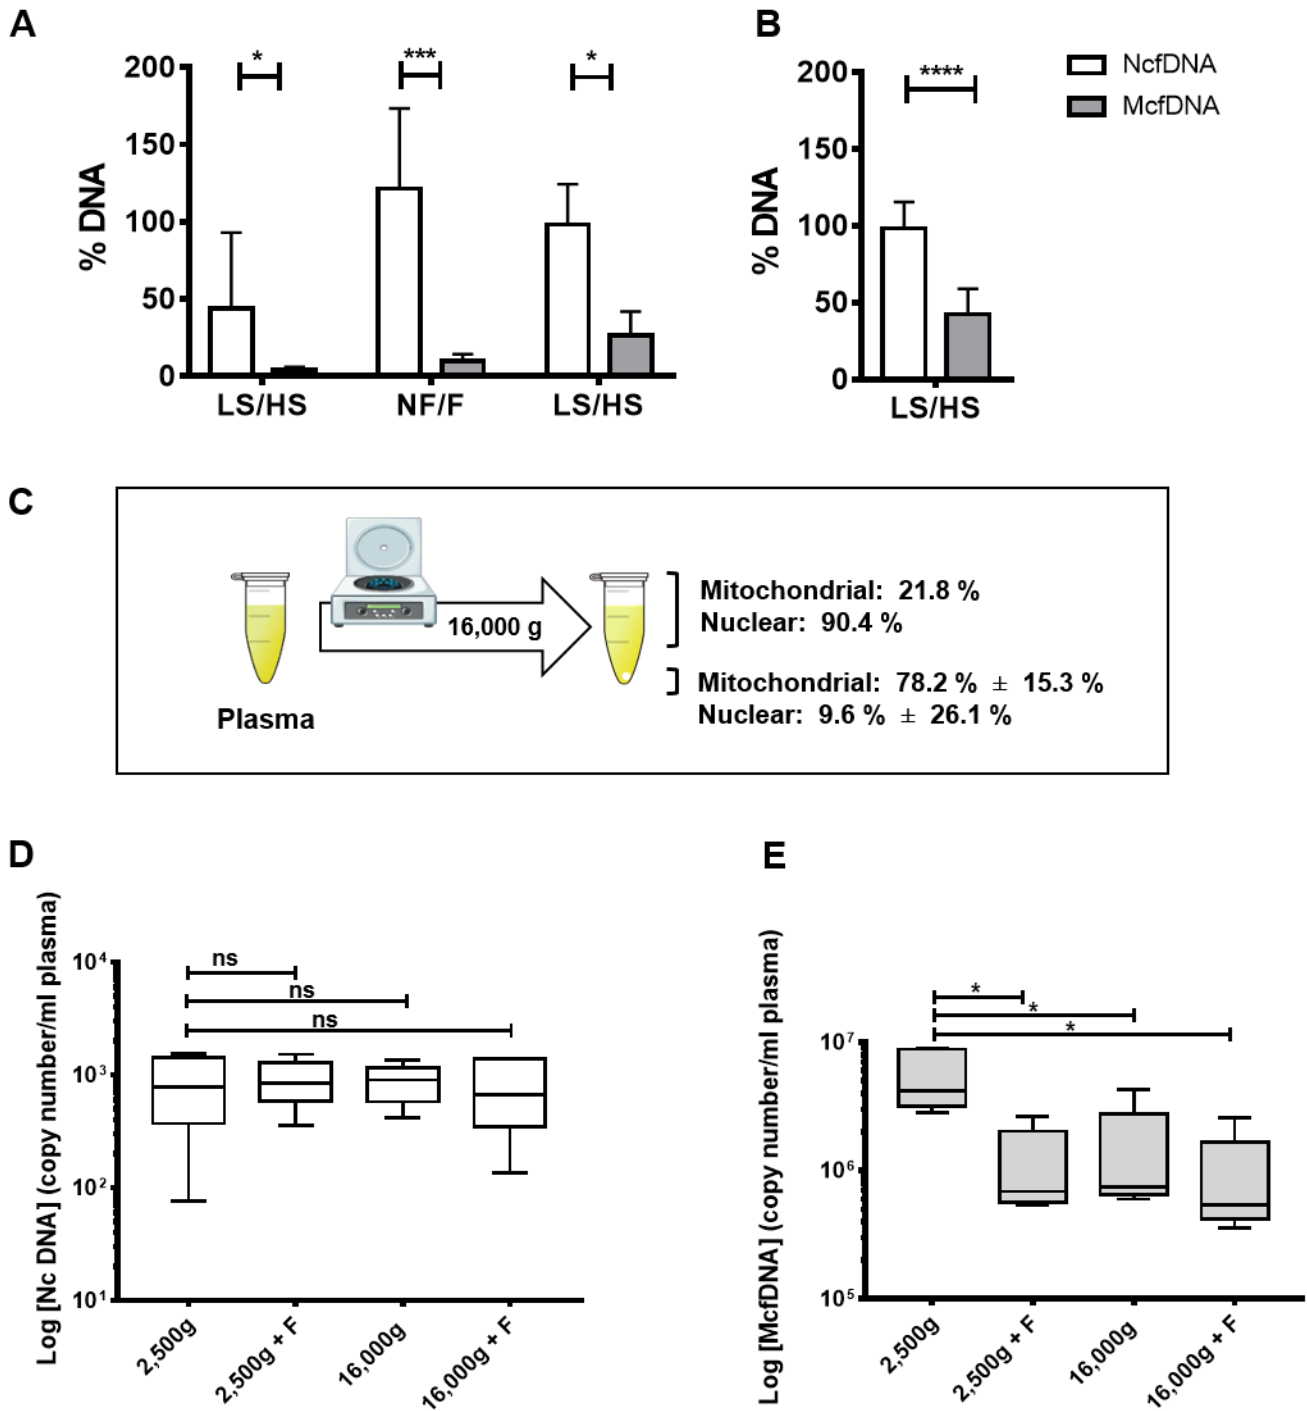 A
*
***
*
200
150
100
50
0
% DNA
LS/HS
NF/F
LS/HS
B
****
200
150
100
50
0
% DNA
LS/HS
NcfDNA
McfDNA
C
Plasma
16,000 g
Mitochondrial: 21.8 %
Nuclear: 90.4 %
Mitochondrial: 78.2 % ± 15.3 %
Nuclear: 9.6 % ± 26.1 %
D
Log [Nc DNA] (copy number/ml plasma)
10⁴
10³
10²
10¹
ns
ns
ns
2,500g
2,500g + F
16,000g
16,000g + F
E
Log [McfDNA] (copy number/ml plasma)
10⁷
10⁶
10⁵
*
*
*
2,500g
2,500g + F
16,000g
16,000g + F